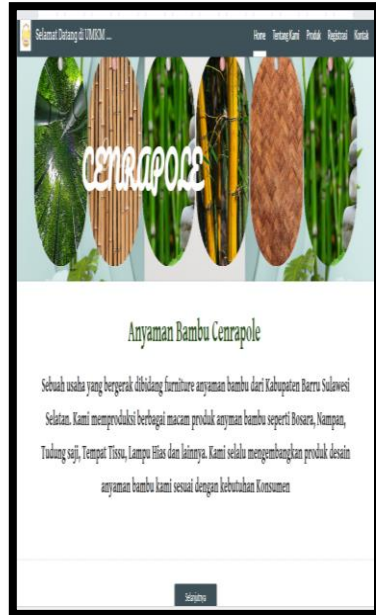 Selamat Datang di UMKM ...
Home Tentang Kami Produk Registrasi Kontak
CENRAPOLE
Anyaman Bambu Cenrapole
Sebuah usaha yang bergerak dibidang furniture anyaman bambu dari Kabupaten Barru Sulawesi
Selatan. Kami memproduksi berbagai macam produk anyman bambu seperti Bosara, Nampan,
Tudung saji, Tempat Tissu, Lampu Hias dan lainnya. Kami selalu mengembangkan produk desain
anyaman bambu kami sesuai dengan kebutuhan Konsumen
Selanjutnya